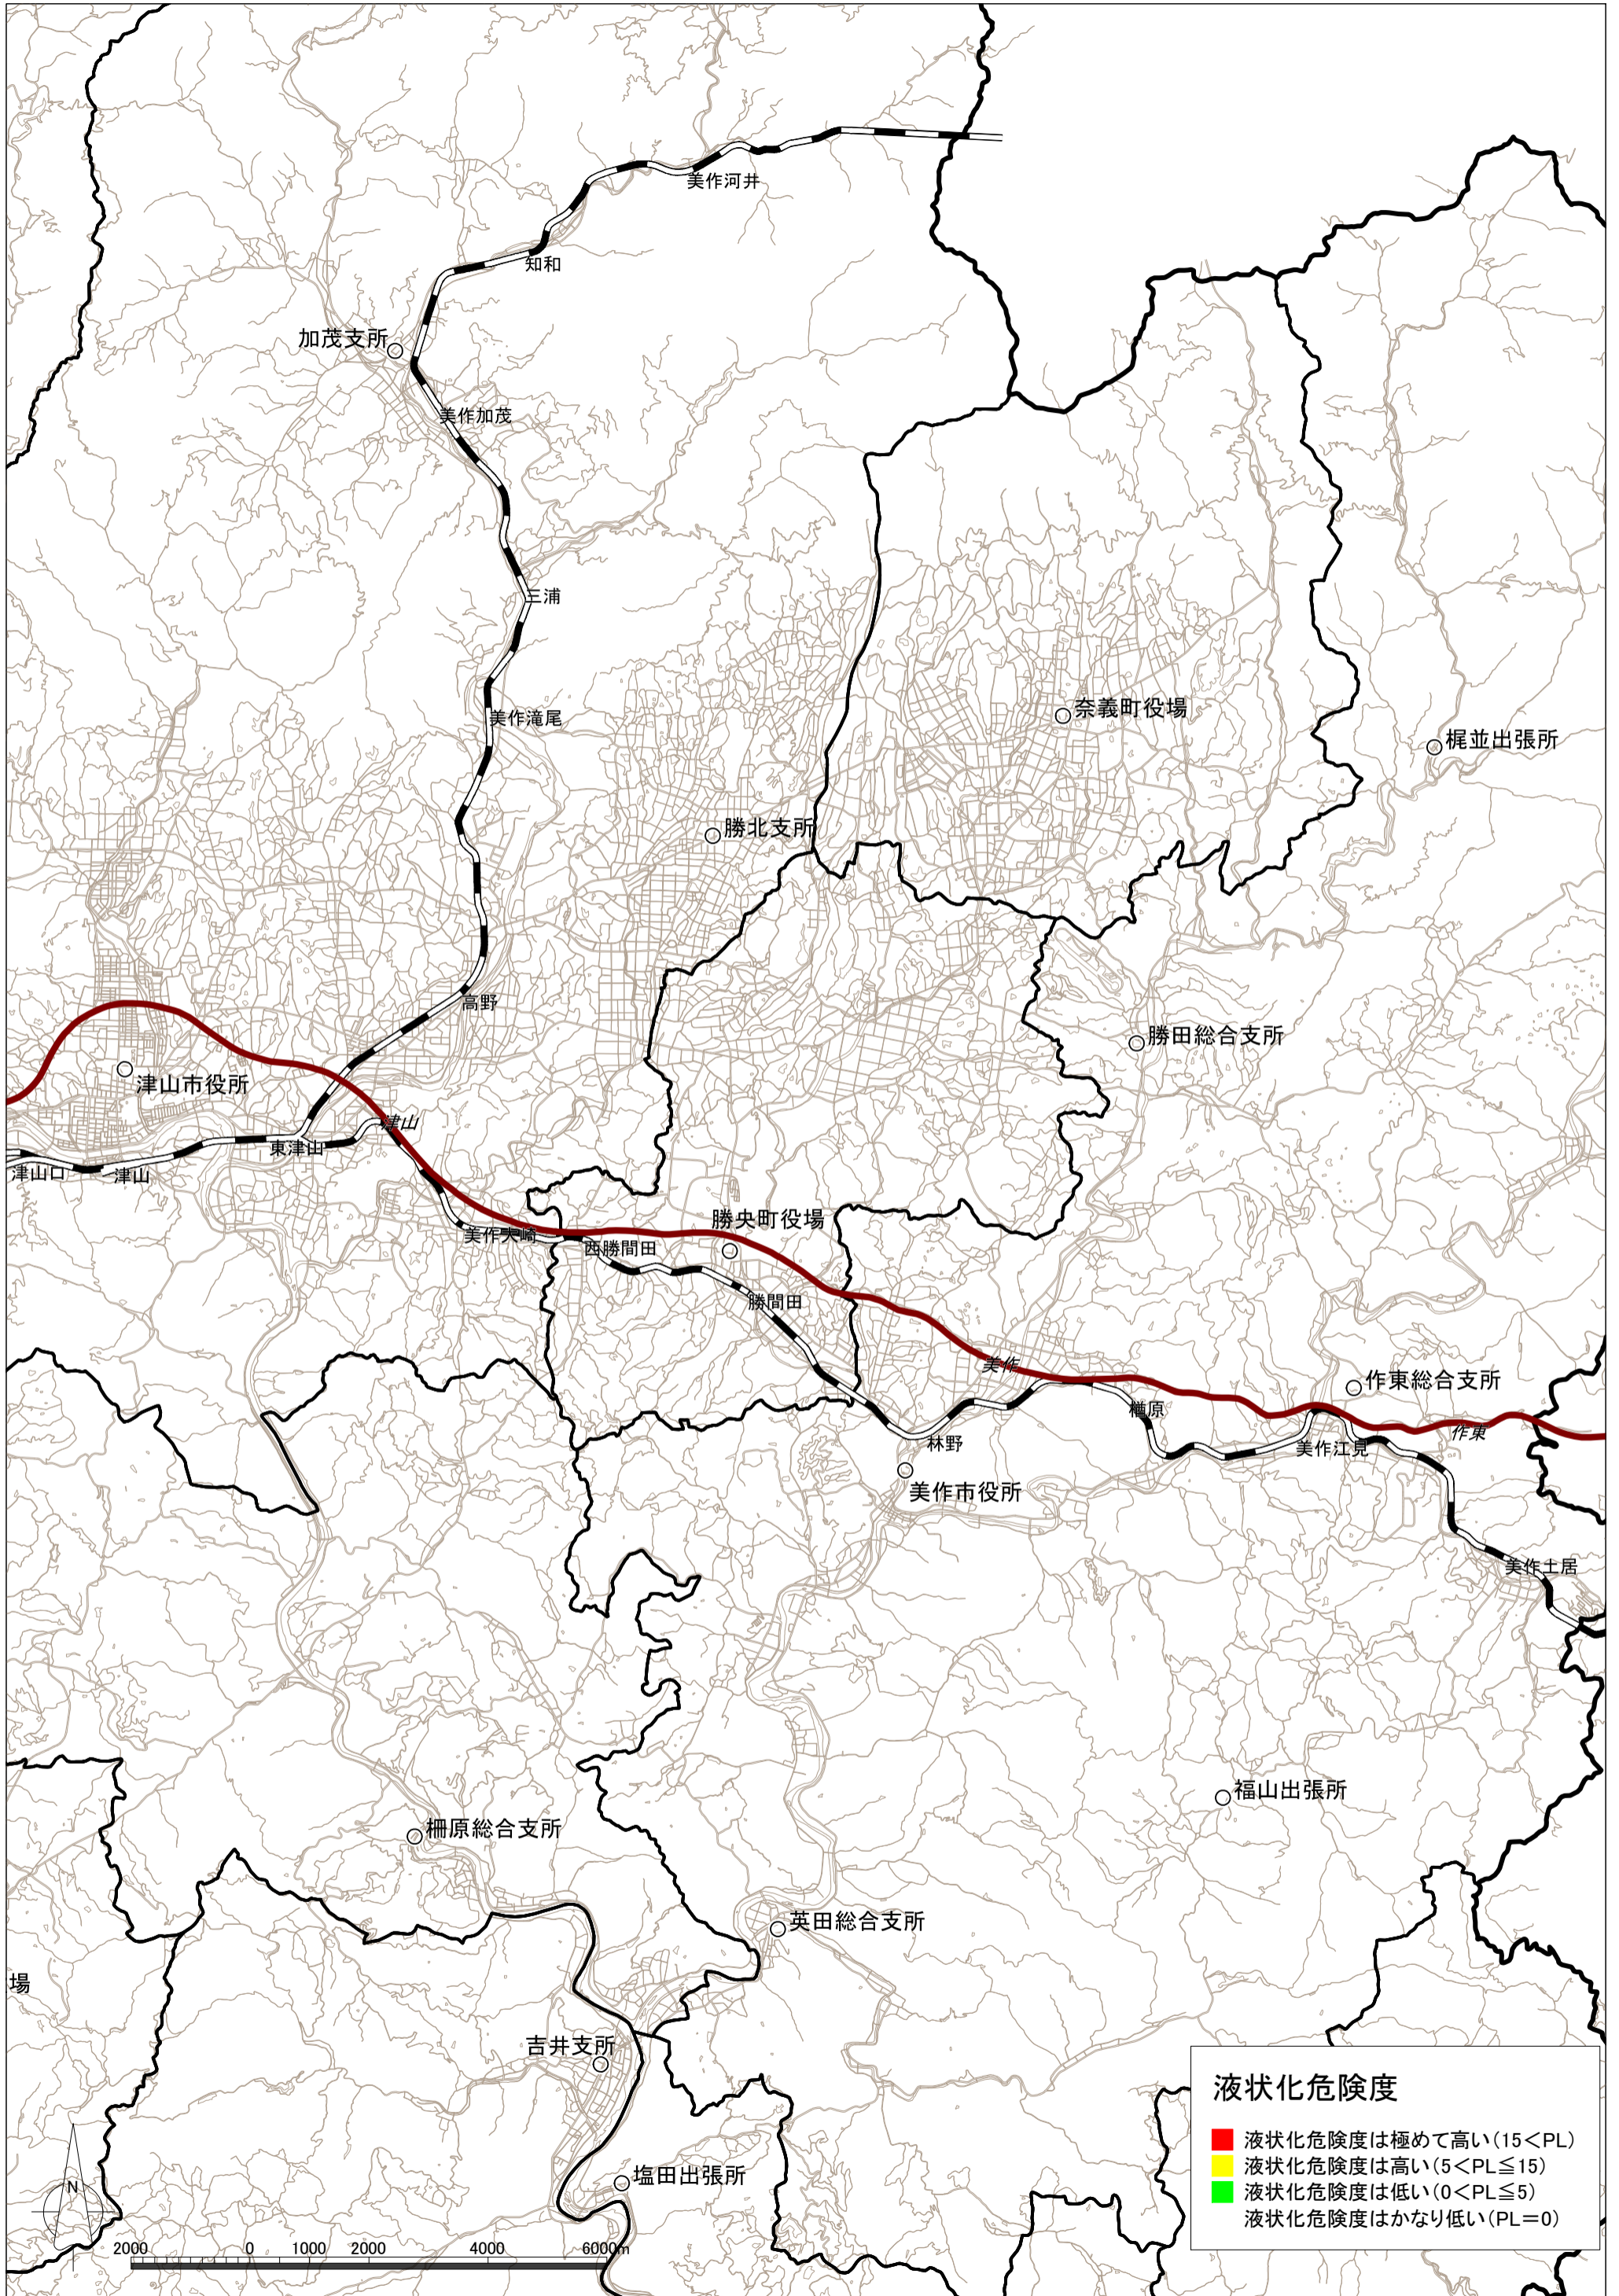 美作河井
知和
加茂支所
美作加茂
三浦
美作滝尾
奈義町役場
梶並出張所
勝北支所
高野
勝田総合支所
津山市役所
津山
東津山
津山口
津山
勝央町役場
美作大崎
西勝間田
勝間田
美作
作東総合支所
楢原
作東
林野
美作江見
美作市役所
美作土居
福山出張所
柵原総合支所
英田総合支所
場
吉井支所
塩田出張所
液状化危険度
液状化危険度は極めて高い(15＜PL)
液状化危険度は高い(5＜PL≦15)
液状化危険度は低い(0＜PL≦5)
液状化危険度はかなり低い(PL＝0)
N
2000 0 1000 2000 4000 6000m